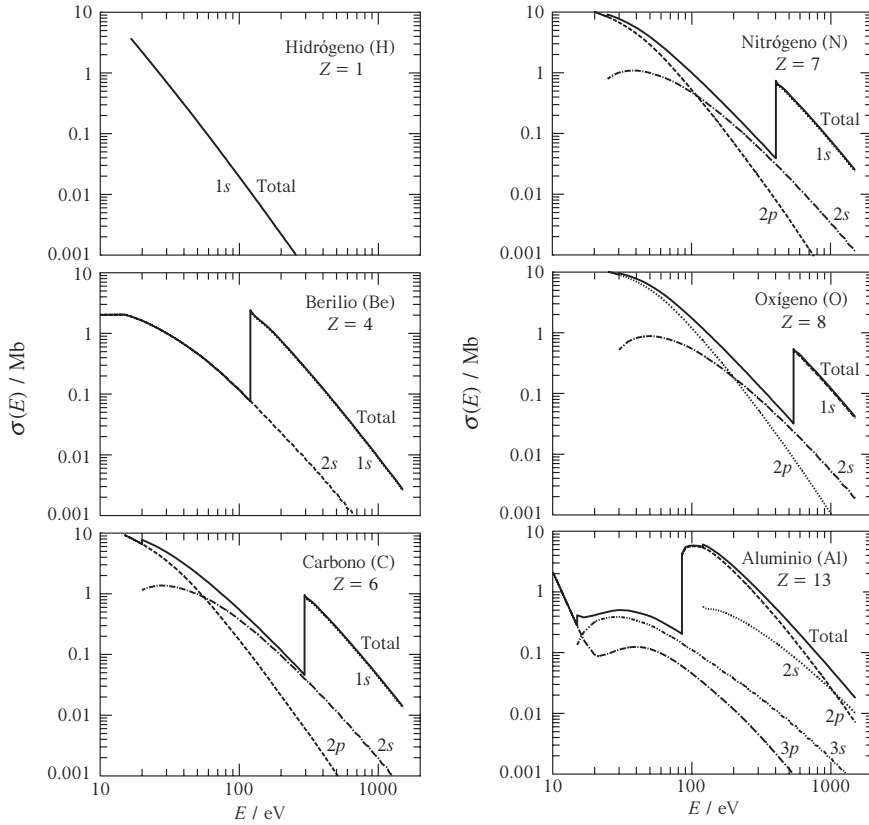 10
1
0.1
0.01
0.001
Hidrógeno (H)
Z = 1
1s
Total
10
1
0.1
0.01
0.001
Berilio (Be)
Z = 4
Total
2s
1s
10
1
0.1
0.01
0.001
Carbono (C)
Z = 6
Total
1s
2p
2s
10
100
1000
E / eV
σ(E) / Mb
10
1
0.1
0.01
0.001
Nitrógeno (N)
Z = 7
Total
1s
2p
2s
10
1
0.1
0.01
0.001
Oxígeno (O)
Z = 8
Total
1s
2p
2s
10
1
0.1
0.01
0.001
Aluminio (Al)
Z = 13
Total
2s
2p
3p
3s
10
100
1000
E / eV
σ(E) / Mb